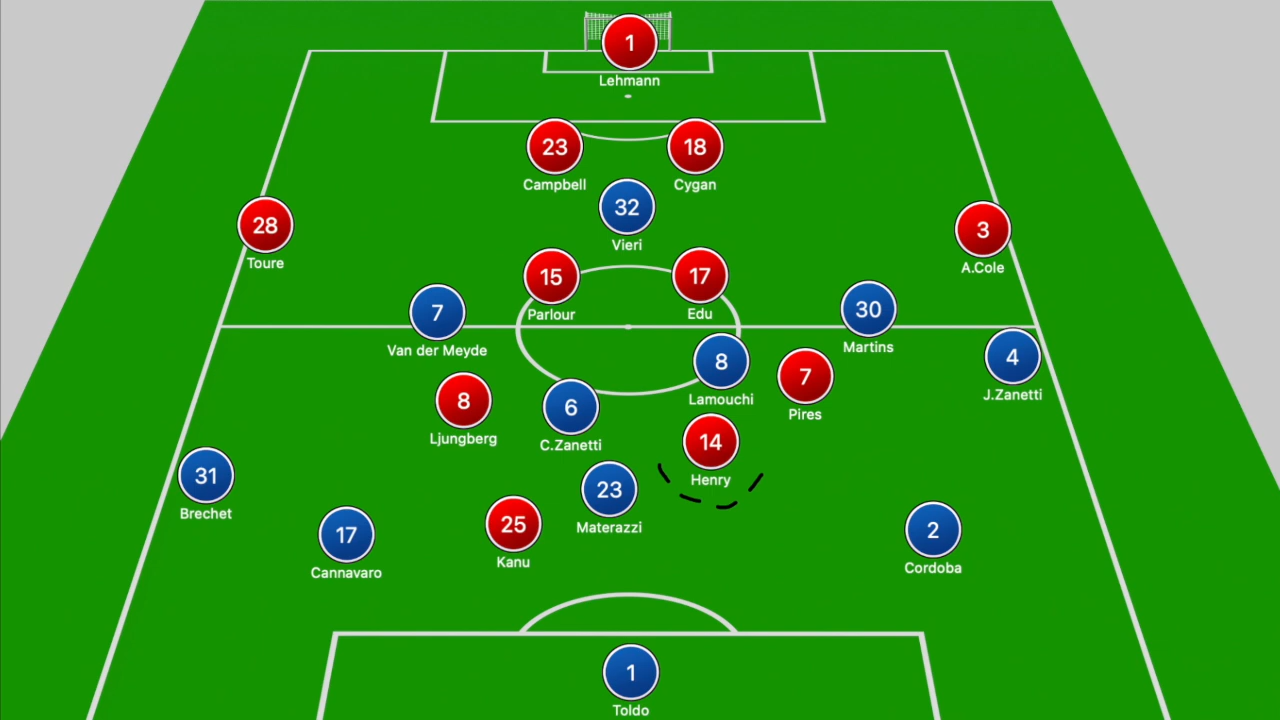 1
Lehmann
23
Campbell
18
Cygan
32
Vieri
28
Toure
3
A.Cole
15
Parlour
17
Edu
7
Van der Meyde
30
Martins
8
Lamouchi
4
J.Zanetti
7
Pires
8
Ljungberg
6
C.Zanetti
14
Henry
31
Brechet
23
Materazzi
25
Kanu
17
Cannavaro
2
Cordoba
1
Toldo